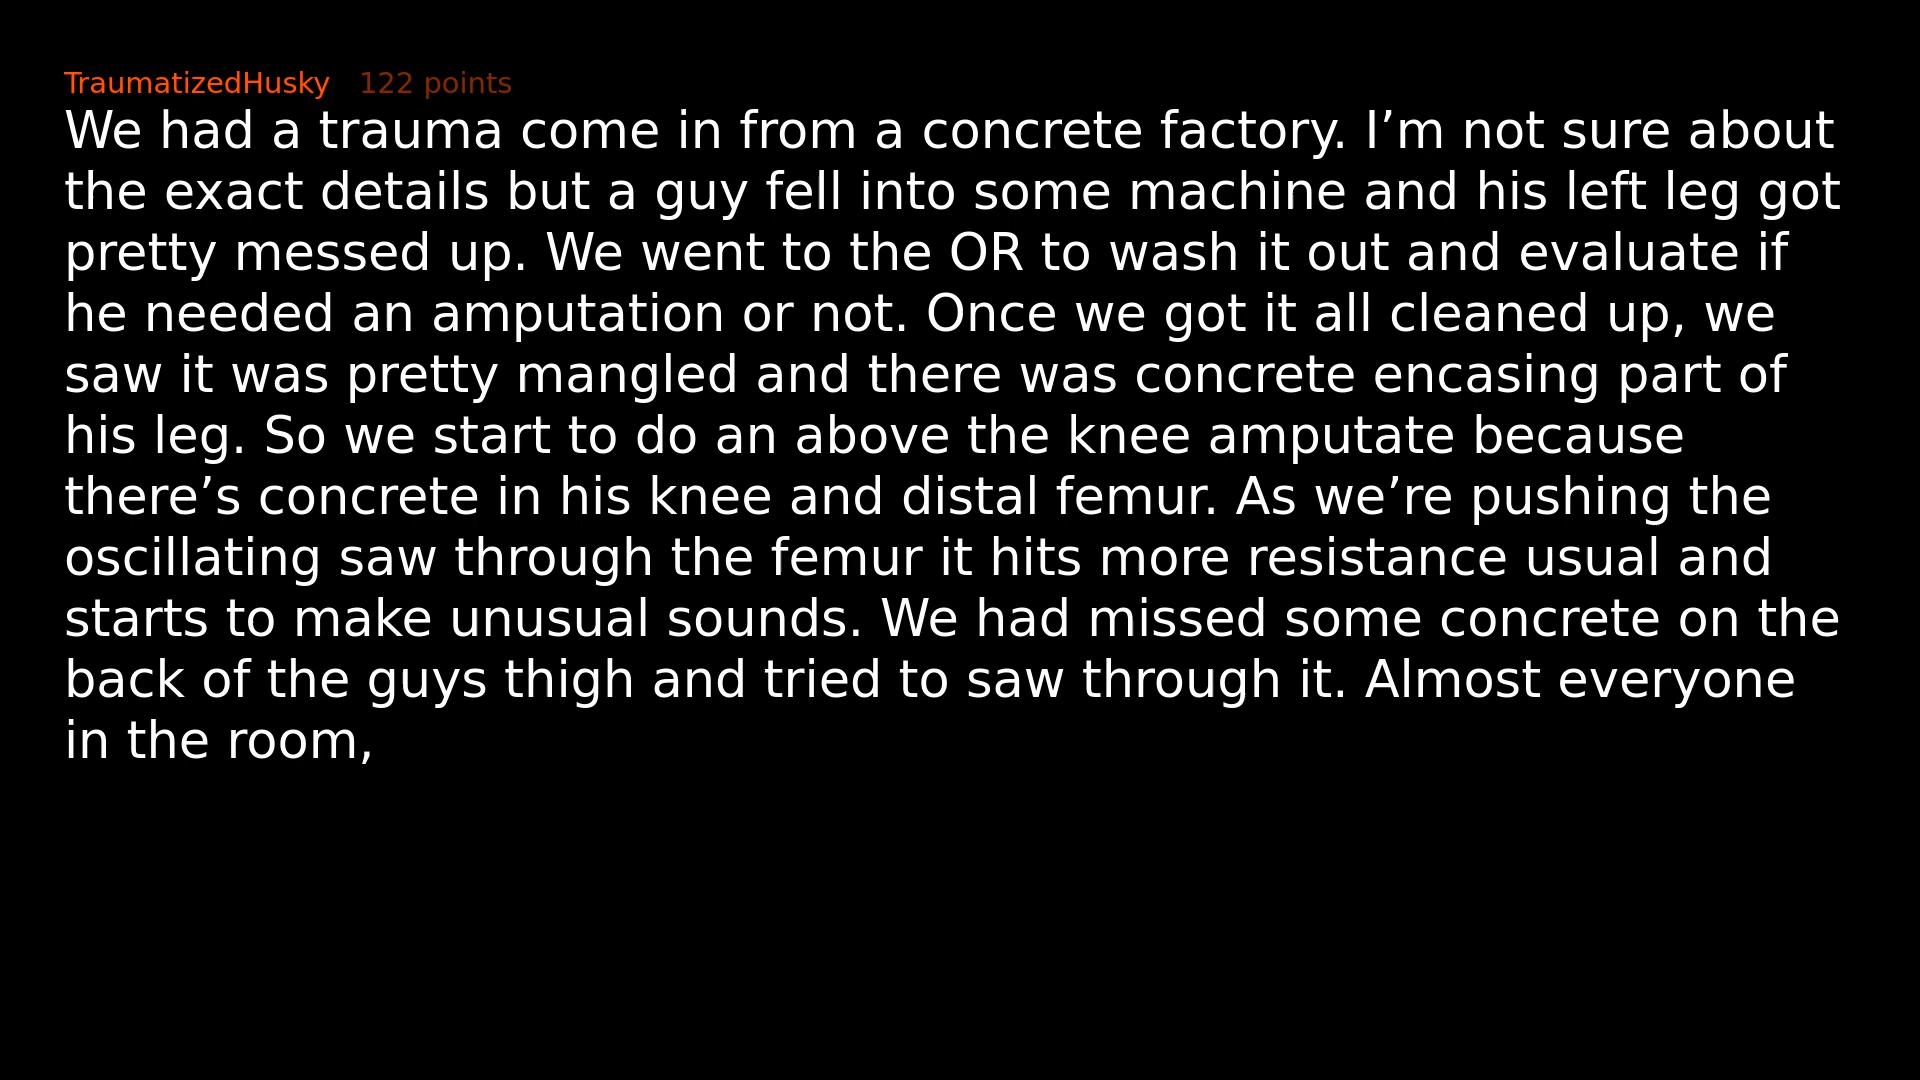 TraumatizedHusky 122 points
We had a trauma come in from a concrete factory. I’m not sure about
the exact details but a guy fell into some machine and his left leg got
pretty messed up. We went to the OR to wash it out and evaluate if
he needed an amputation or not. Once we got it all cleaned up, we
saw it was pretty mangled and there was concrete encasing part of
his leg. So we start to do an above the knee amputate because
there’s concrete in his knee and distal femur. As we’re pushing the
oscillating saw through the femur it hits more resistance usual and
starts to make unusual sounds. We had missed some concrete on the
back of the guys thigh and tried to saw through it. Almost everyone
in the room,